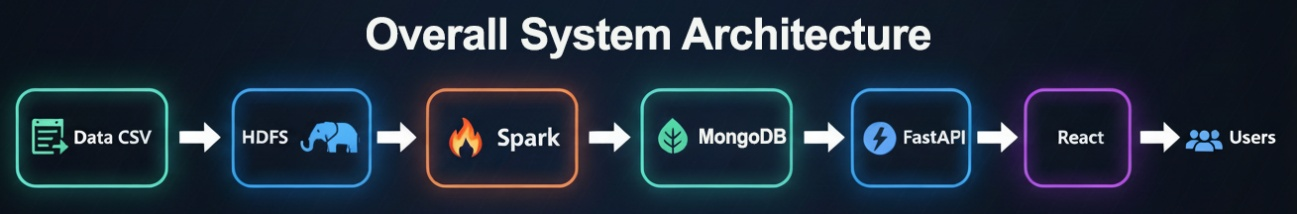 Overall System Architecture
Data CSV HDFS Spark MongoDB FastAPI React Users